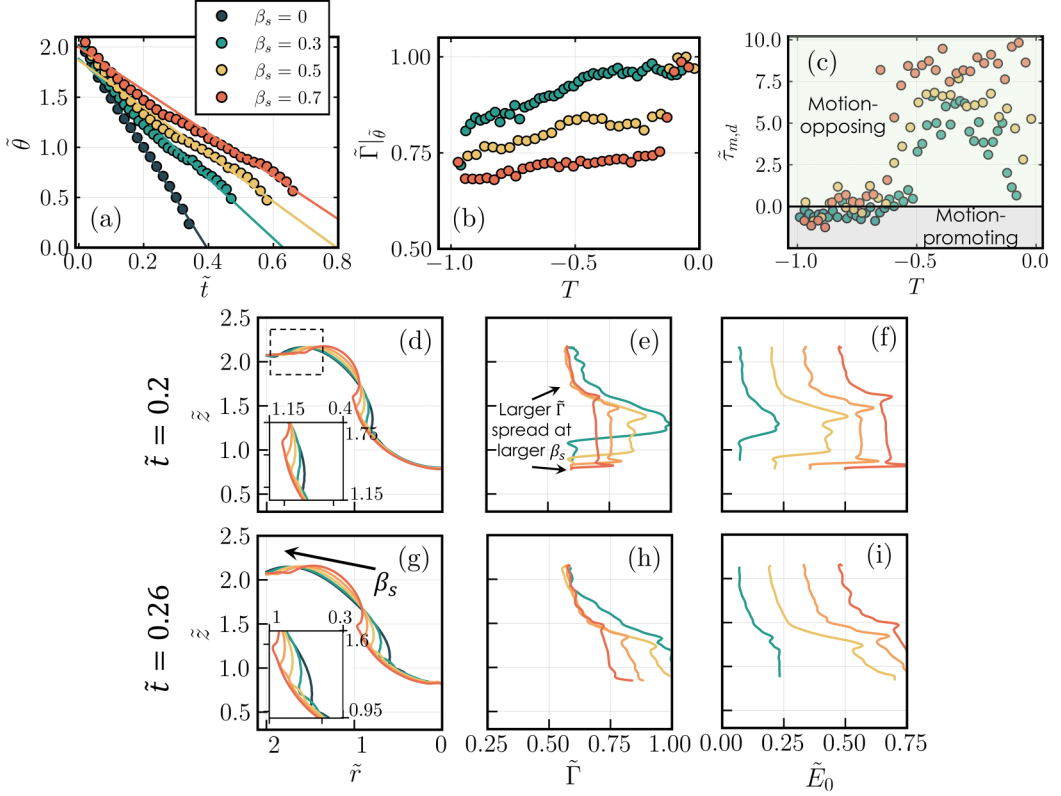 β_s = 0
β_s = 0.3
β_s = 0.5
β_s = 0.7
2.0
1.5
1.0
0.5
0.0
θ̃
(a)
0.0 0.2 0.4 0.6 0.8
t̃
1.00
0.75
0.50
Γ̃|_θ̃
(b)
−1.0 −0.5 0.0
T
10.0
7.5
5.0
2.5
0.0
τ̃_{m,d}
(c)
Motion-
opposing
Motion-
promoting
−1.0 −0.5 0.0
T
t̃ = 0.2
2.5
2.0
1.5
1.0
0.5
z̃
(d)
1.15 0.4
1.75
1.15
(e)
Larger Γ̃
spread at
larger β_s
(f)
t̃ = 0.26
2.5
2.0
1.5
1.0
0.5
z̃
(g)
β_s
1 0.3
1.6
0.95
2 1 0
r̃
(h)
0.25 0.50 0.75 1.00
Γ̃
(i)
0.00 0.25 0.50 0.75
Ẽ_0